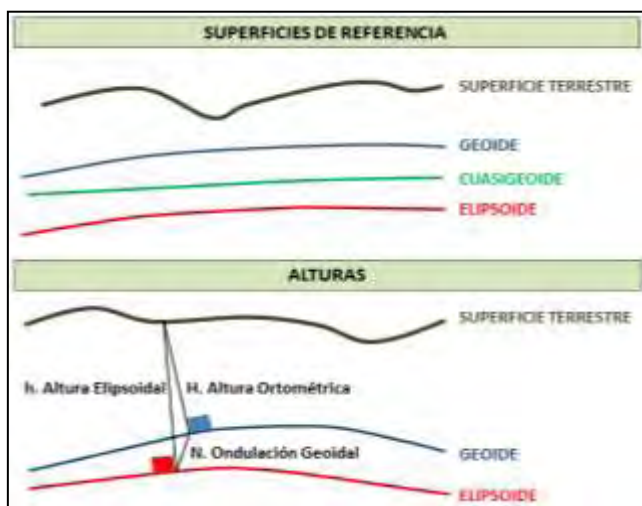 SUPERFICIES DE REFERENCIA
SUPERFICIE TERRESTRE
GEOIDE
CUASIGEOIDE
ELIPSOIDE
ALTURAS
SUPERFICIE TERRESTRE
h. Altura Elipsoidal
H. Altura Ortométrica
N. Ondulación Geoidal
GEOIDE
ELIPSOIDE